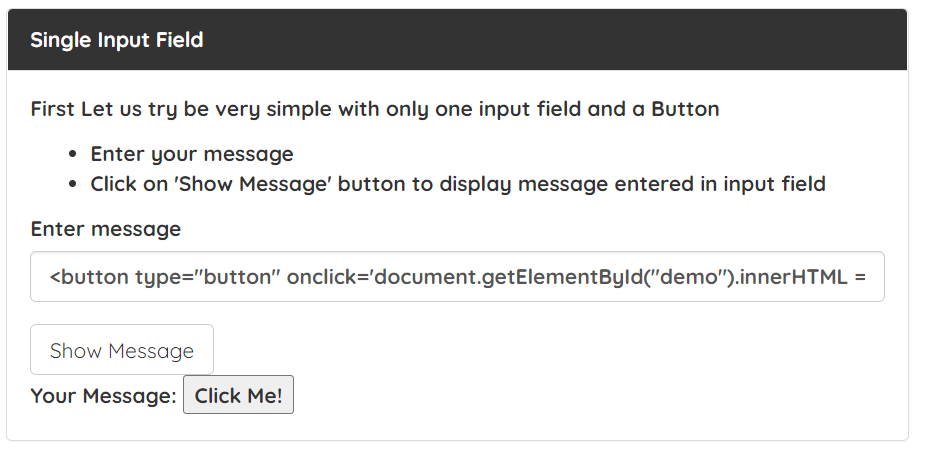 Single Input Field
First Let us try be very simple with only one input field and a Button
Enter your message
Click on 'Show Message' button to display message entered in input field
Enter message
<button type="button" onclick='document.getElementById("demo").innerHTML =
Show Message
Your Message: Click Me!